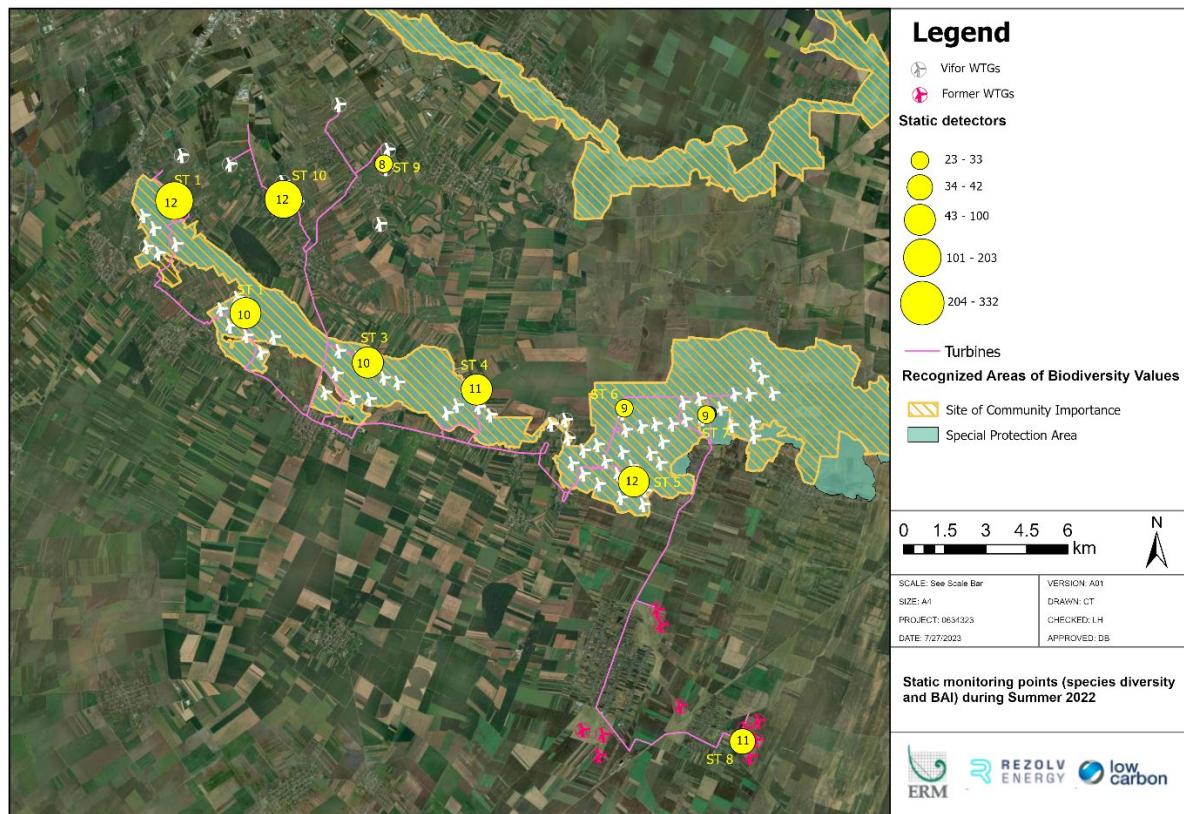 ST 1
12
ST 10
12
8
ST 9
ST 1
10
ST 3
10
ST 4
11
ST 6
9
9
ST 7
12
ST 5
11
ST 8
Legend
Vifor WTGs
Former WTGs
Static detectors
23 - 33
34 - 42
43 - 100
101 - 203
204 - 332
Turbines
Recognized Areas of Biodiversity Values
Site of Community Importance
Special Protection Area
0 1.5 3 4.5 6
km
N
SCALE: See Scale Bar
VERSION: A01
SIZE: A4
DRAWN: CT
PROJECT: 0634323
CHECKED: LH
DATE: 7/27/2023
APPROVED: DB
Static monitoring points (species diversity
and BAI) during Summer 2022
ERM
REZOLV
ENERGY
low
carbon